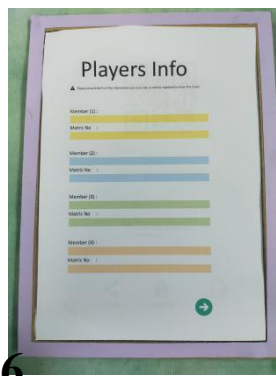 Players Info
Member (1) :
Matric No :
Member (2) :
Matric No. :
Member (3) :
Matric No :
Member (4) :
Matric No. :
6